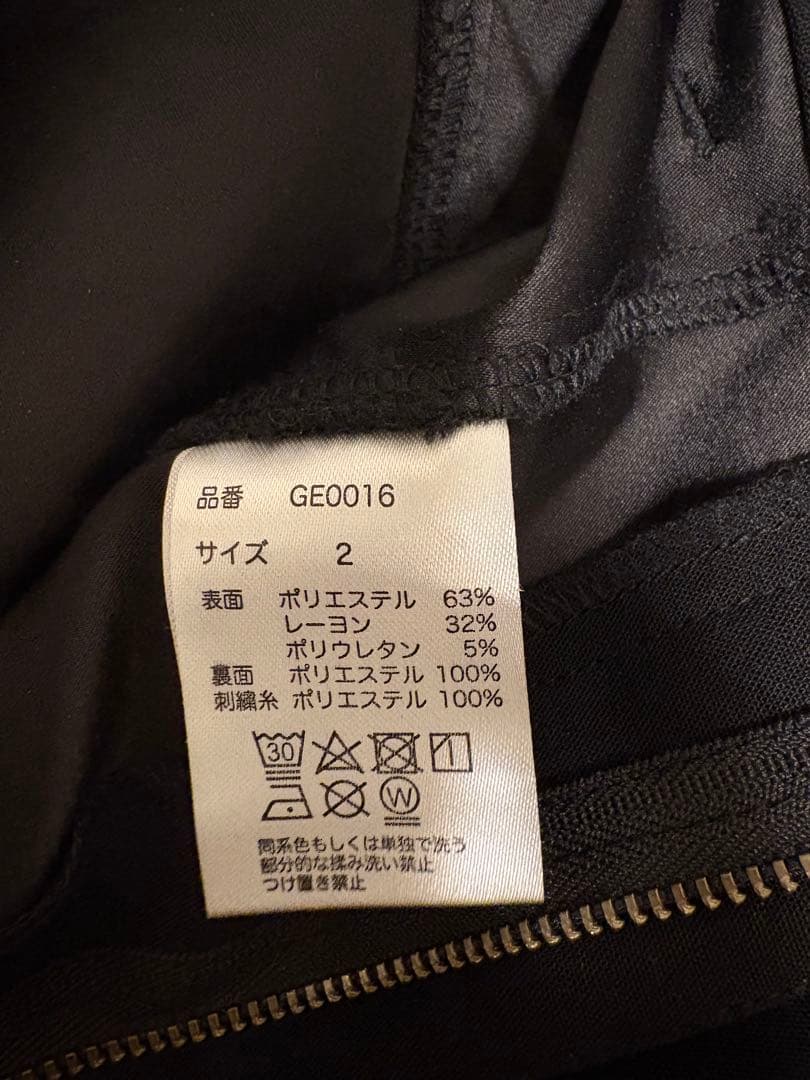 品番 GE0016
サイズ 2
表面 ポリエステル 63%
レーヨン 32%
ポリウレタン 5%
裏面 ポリエステル 100%
刺繍糸 ポリエステル 100%
30
W
同系色もしくは単独で洗う
部分的な揉み洗い禁止
つけ置き禁止